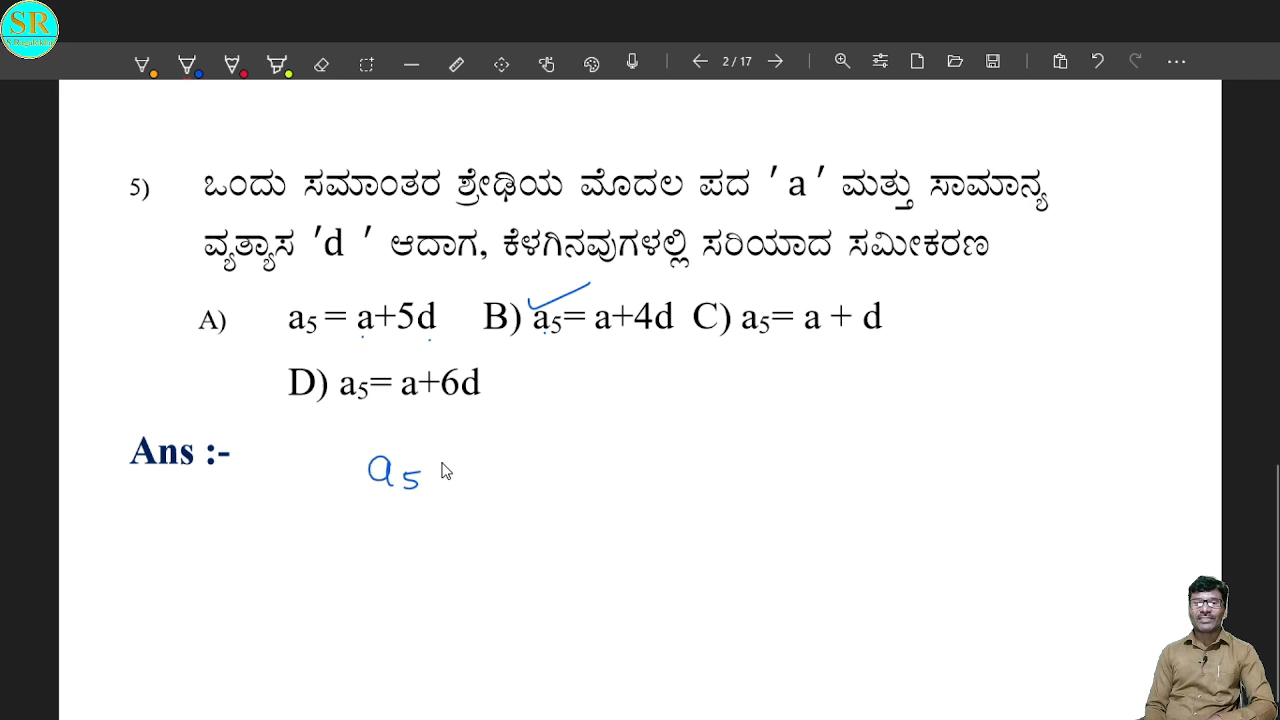 SR
2 / 17
5) ಒಂದು ಸಮಾಂತರ ಶ್ರೇಢಿಯ ಮೊದಲ ಪದ ' a ' ಮತ್ತು ಸಾಮಾನ್ಯ
ವ್ಯತ್ಯಾಸ 'd ' ಆದಾಗ, ಕೆಳಗಿನವುಗಳಲ್ಲಿ ಸರಿಯಾದ ಸಮೀಕರಣ
A) a₅ = a+5d B) a₅= a+4d C) a₅= a + d
D) a₅= a+6d
Ans :-
a₅